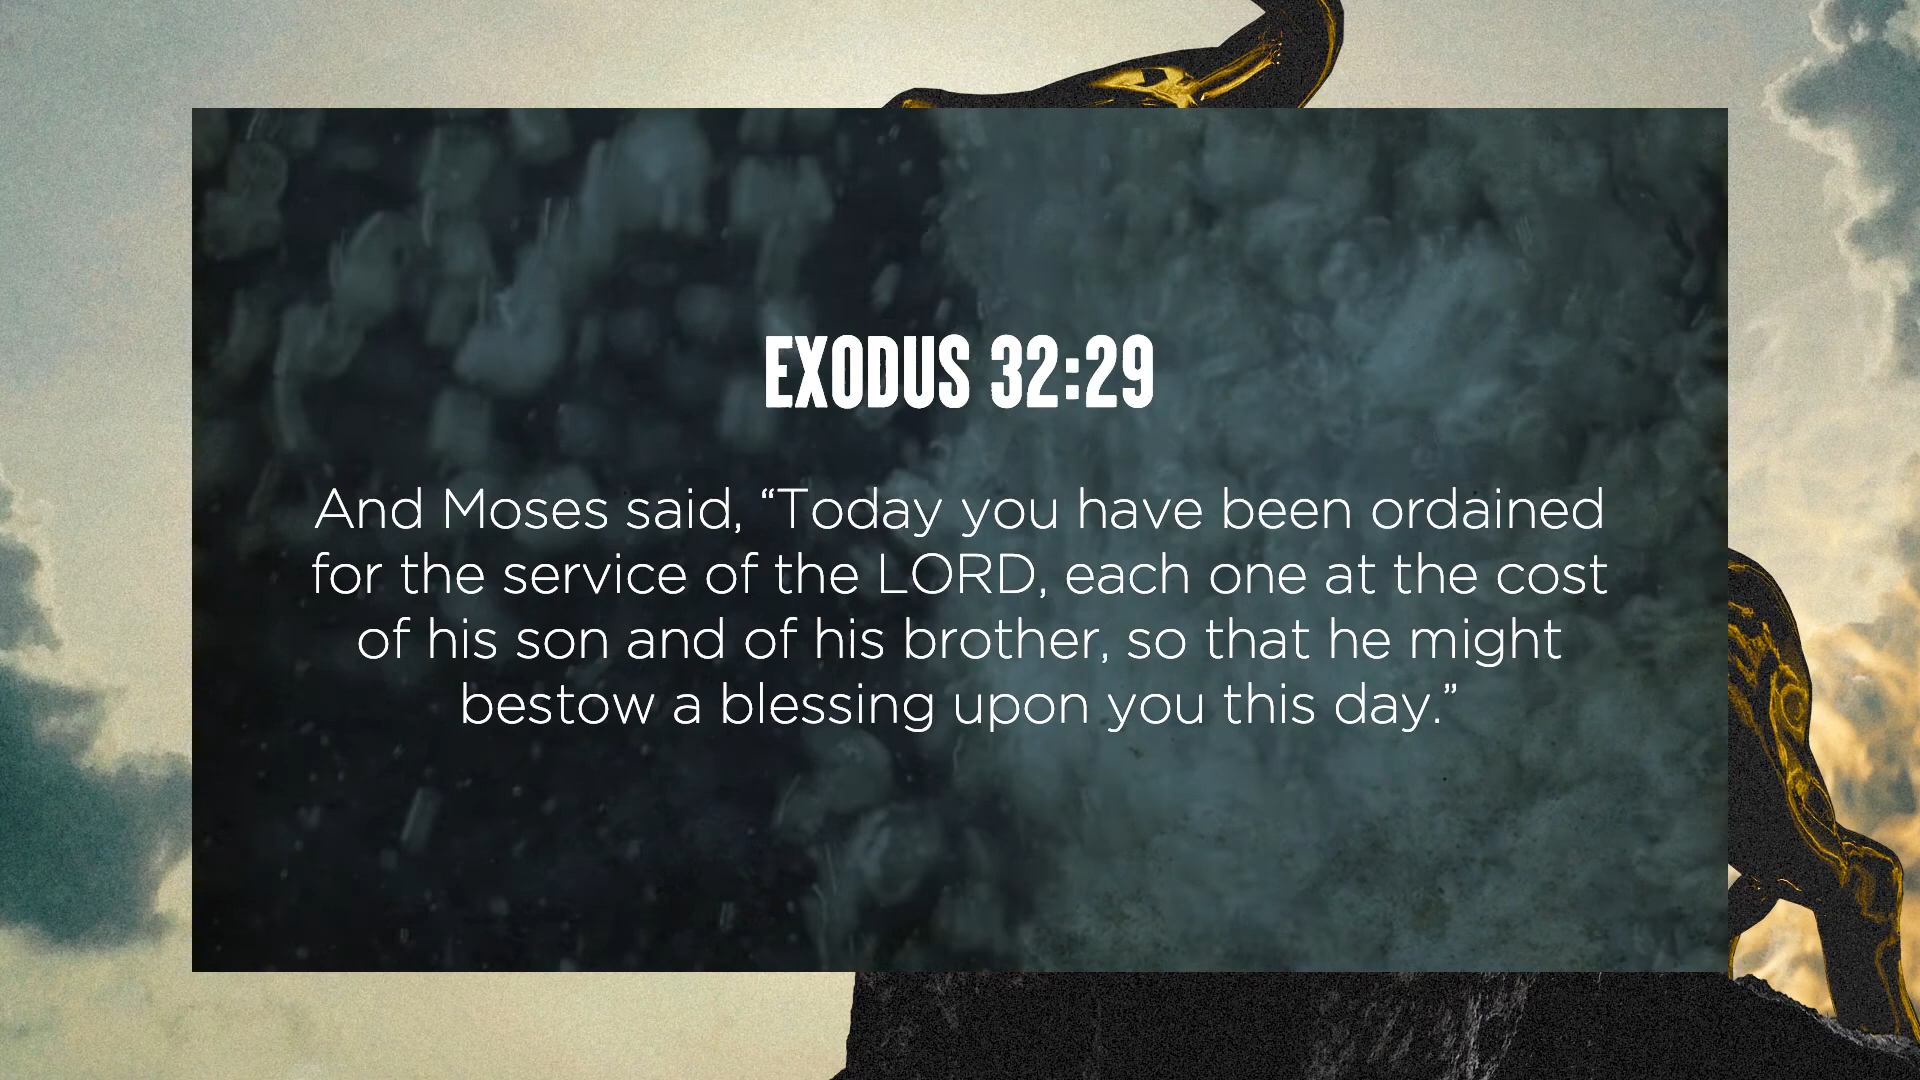 EXODUS 32:29
And Moses said, “Today you have been ordained
for the service of the LORD, each one at the cost
of his son and of his brother, so that he might
bestow a blessing upon you this day.”